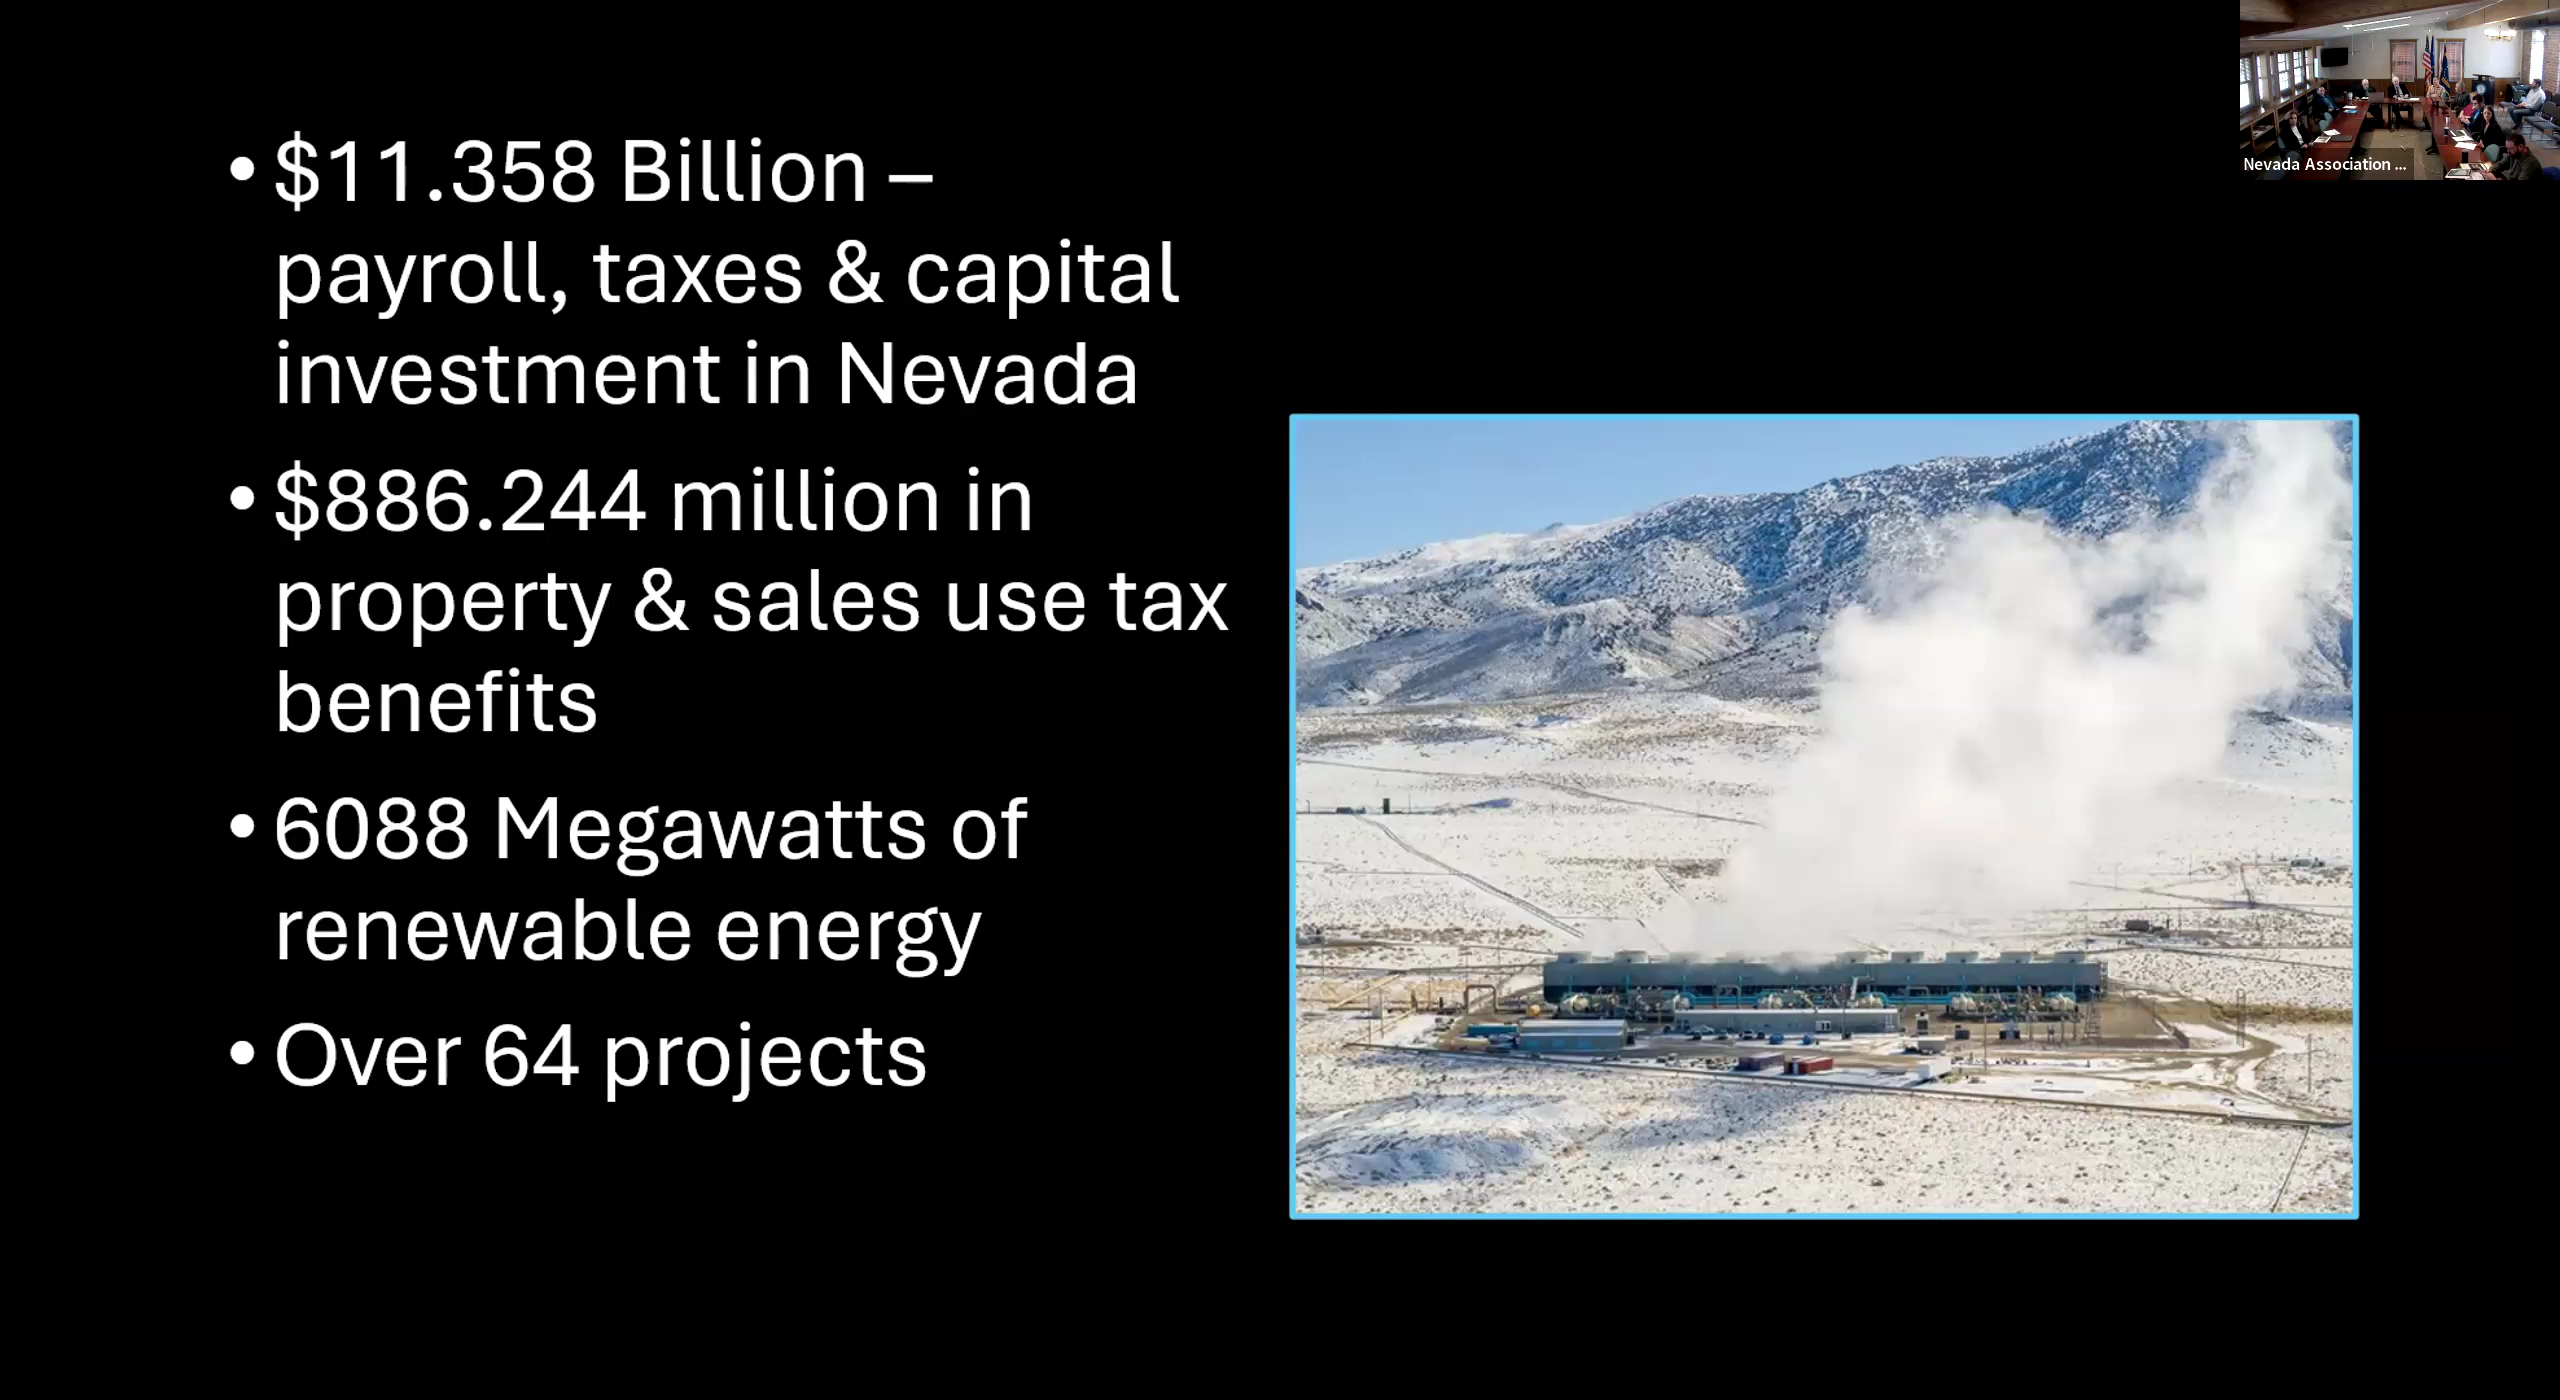 • $11.358 Billion –
payroll, taxes & capital
investment in Nevada
• $886.244 million in
property & sales use tax
benefits
• 6088 Megawatts of
renewable energy
• Over 64 projects
Nevada Association ...